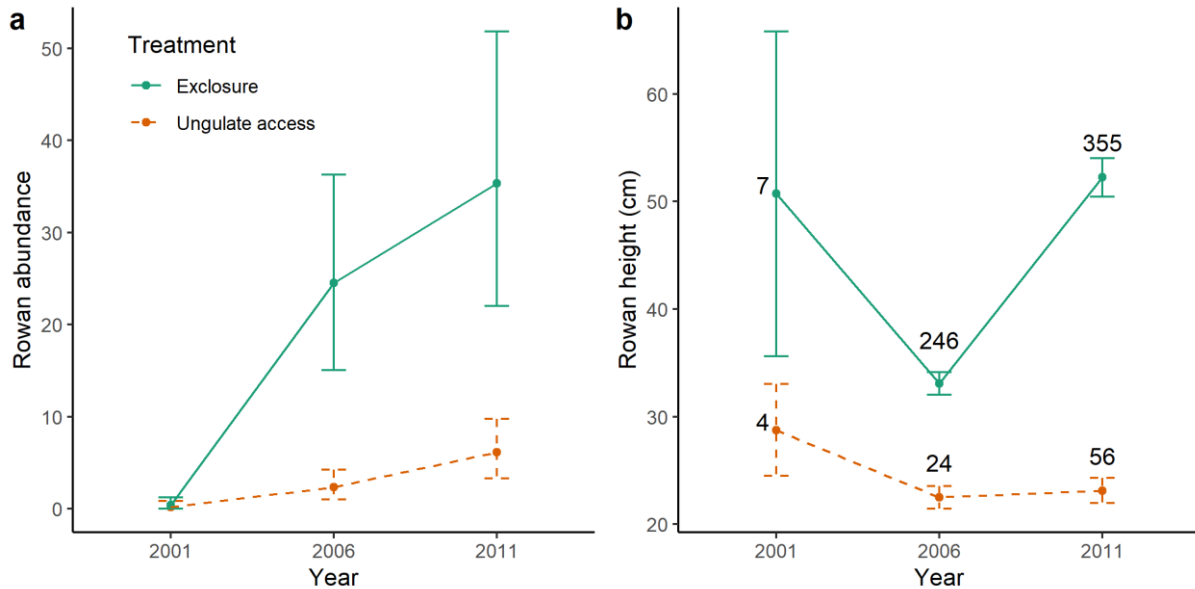 a
Treatment
Exclosure
Ungulate access
Rowan abundance
50
40
30
20
10
0
2001
2006
2011
Year
b
Rowan height (cm)
60
50
40
30
20
7
246
355
4
24
56
2001
2006
2011
Year